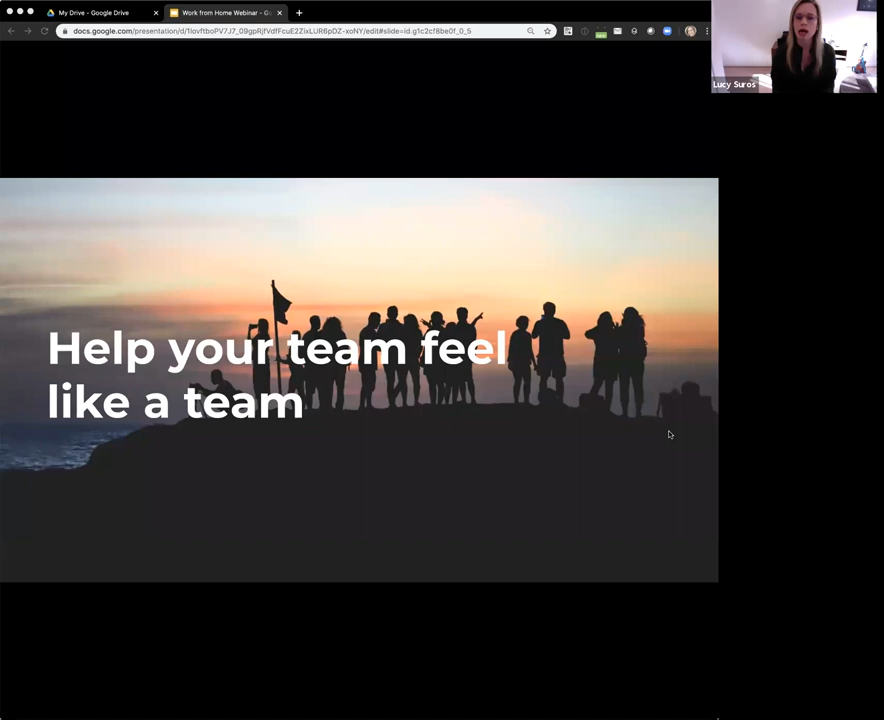 My Drive - Google Drive
Work from Home Webinar - Go
docs.google.com/presentation/d/1lovftboPV7J7_09gpRjfVdfFcuE2ZixLUR6pDZ-xoNY/edit#slide=id.g1c2cf8be0f_0_5
Lucy Suros
Help your team feel
like a team